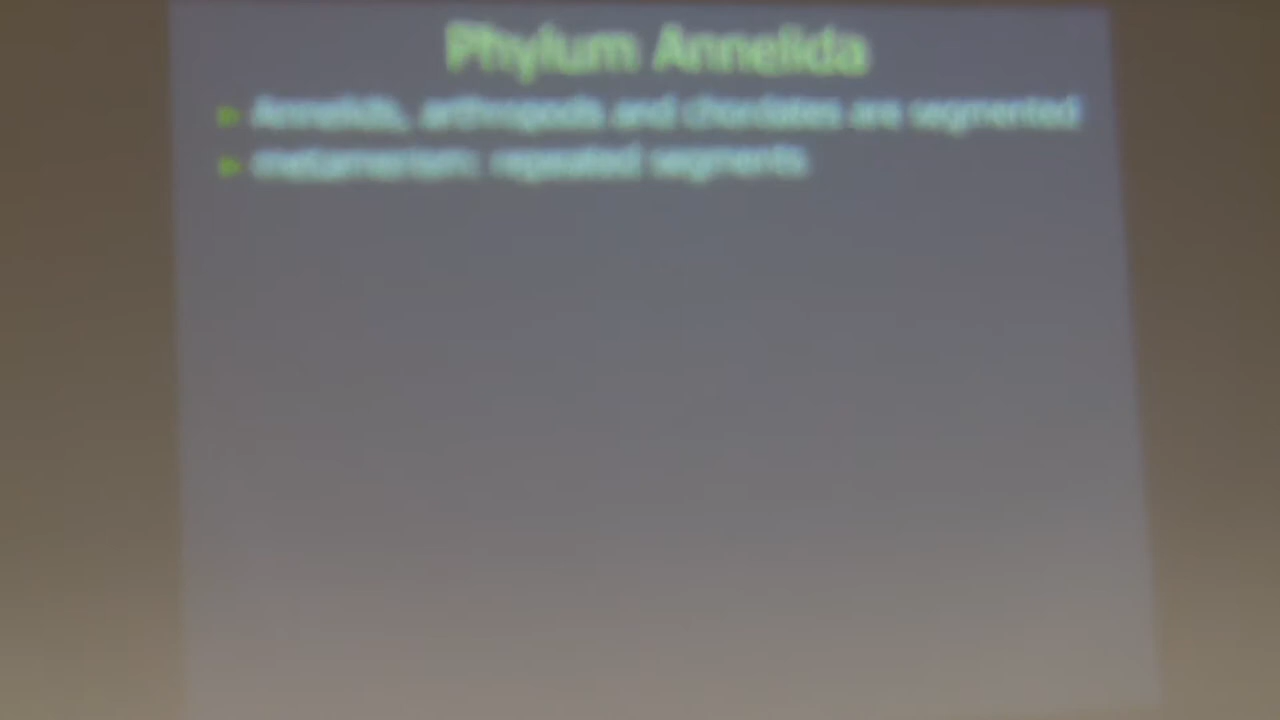 Phylum Annelida
Annelids, arthropods and chordates are segmented
metamerism: repeated segments